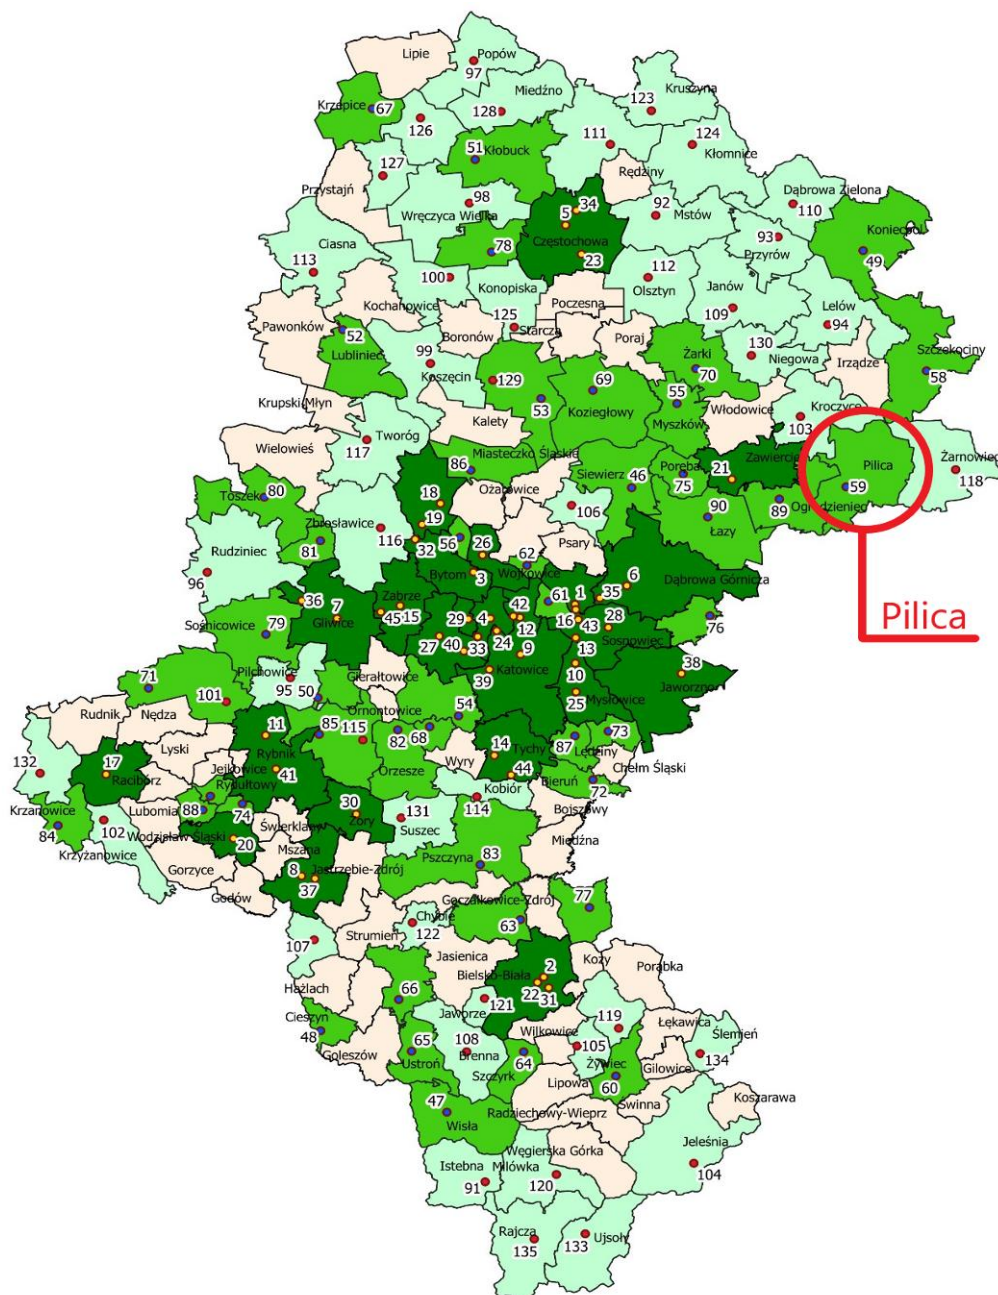 Lipie
Popów
97
Miedźno
128
Kruszyna
123
Krzepice
67
126
111
124
Kłomnice
51
Kłobuck
127
Rędziny
Przystajń
98
Wręczyca Wielka
34
5
92
Mstów
Dąbrowa Zielona
110
Koniecpol
49
93
Przyrów
Częstochowa
23
78
Ciasna
113
100
Konopiska
112
Olsztyn
Janów
109
Lelów
94
Kochanowice
Poczesna
125
Starcza
Pawonków
52
Lubliniec
Boronów
Poraj
130
Niegowa
Irządze
Szczekociny
58
99
Koszęcin
129
Żarki
70
69
Koziegłowy
53
55
Myszków
Krupski Młyn
Kalety
Włodowice
Kroczyce
103
Wielowieś
Tworóg
117
Miasteczko Śląskie
86
Siewierz
46
Poręba
75
Zawiercie
21
Pilica
59
Żarnowiec
118
Toszek
80
18
Ożarowice
106
90
Łazy
89
Ogrodzieniec
Zbrosławice
81
116
19
32
56
26
Psary
62
Rudziniec
96
Bytom
3
Wojkowice
6
Dąbrowa Górnicza
36
7
Gliwice
Zabrze
45
15
29
4
42
12
61
1
16
43
35
28
Sosnowiec
76
Pilica
Sośnicowice
79
27
40
33
24
9
13
Katowice
39
10
38
Jaworzno
Pilchowice
95
50
Gierałtowice
Mysłowice
25
71
101
Ornontowice
54
Rudnik
Nędza
11
85
115
82
68
87
73
Lędziny
Rybnik
14
Tychy
132
17
Racibórz
Lyski
Orzesze
Wyry
44
Chełm Śląski
Jejkowice
41
Bieruń
72
Rydułtowy
Kobiór
114
Bojszowy
Krzanowice
84
102
Krzyżanowice
Lubomia
88
74
30
Żory
131
Suszec
Świerklany
Wodzisław Śląski
20
Mszana
Miedźna
Gorzyce
8
37
Jastrzębie-Zdrój
Pszczyna
83
Godów
Goczałkowice-Zdrój
63
77
Chybie
122
Strumień
107
Jasienica
Bielsko-Biała
2
22
31
Kozy
Porąbka
Hażlach
66
121
Jaworze
Cieszyn
48
119
Łękawica
Ślemień
134
Wilkowice
105
Goleszów
65
Ustroń
108
Brenna
Szczyrk
64
Żywiec
60
Gilowice
Lipowa
47
Wisła
Radziechowy-Wieprz
Świnna
Koszarawa
Węgierska Górka
Jeleśnia
104
Istebna
91
Milówka
120
Rajcza
135
133
Ujsoły